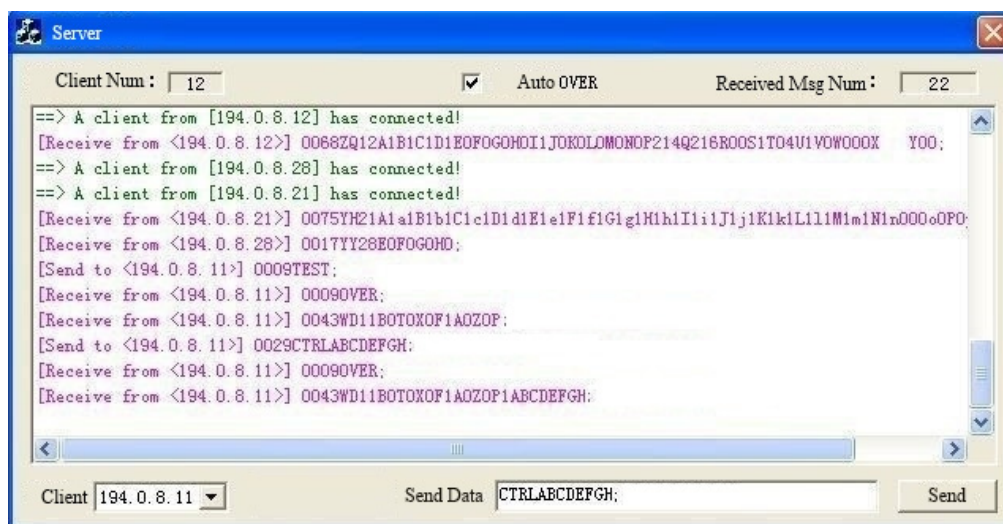 Server
Client Num: 12 Auto OVER Received Msg Num: 22
==> A client from [194.0.8.12] has connected!
[Receive from <194.0.8.12>] 0068ZQ12A1B1C1D1E0F0G0H0I1J0K0L0M0N0P214Q216R00S1T04U1V0W000X Y00;
==> A client from [194.0.8.28] has connected!
==> A client from [194.0.8.21] has connected!
[Receive from <194.0.8.21>] 0075YH21A1a1B1b1C1c1D1d1E1e1F1f1G1g1H1h1I1i1J1j1K1k1L1l1M1m1N1n000o0P0;
[Receive from <194.0.8.28>] 0017YY28E0F0G0H0;
[Send to <194.0.8.11>] 0009TEST;
[Receive from <194.0.8.11>] 0009OVER;
[Receive from <194.0.8.11>] 0043WD11B0T0X0F1A0Z0P;
[Send to <194.0.8.11>] 0029CTRLABCDEFGH;
[Receive from <194.0.8.11>] 0009OVER;
[Receive from <194.0.8.11>] 0043WD11B0T0X0F1A0Z0P1ABCDEFGH;
Client 194.0.8.11 Send Data CTRLABCDEFGH; Send